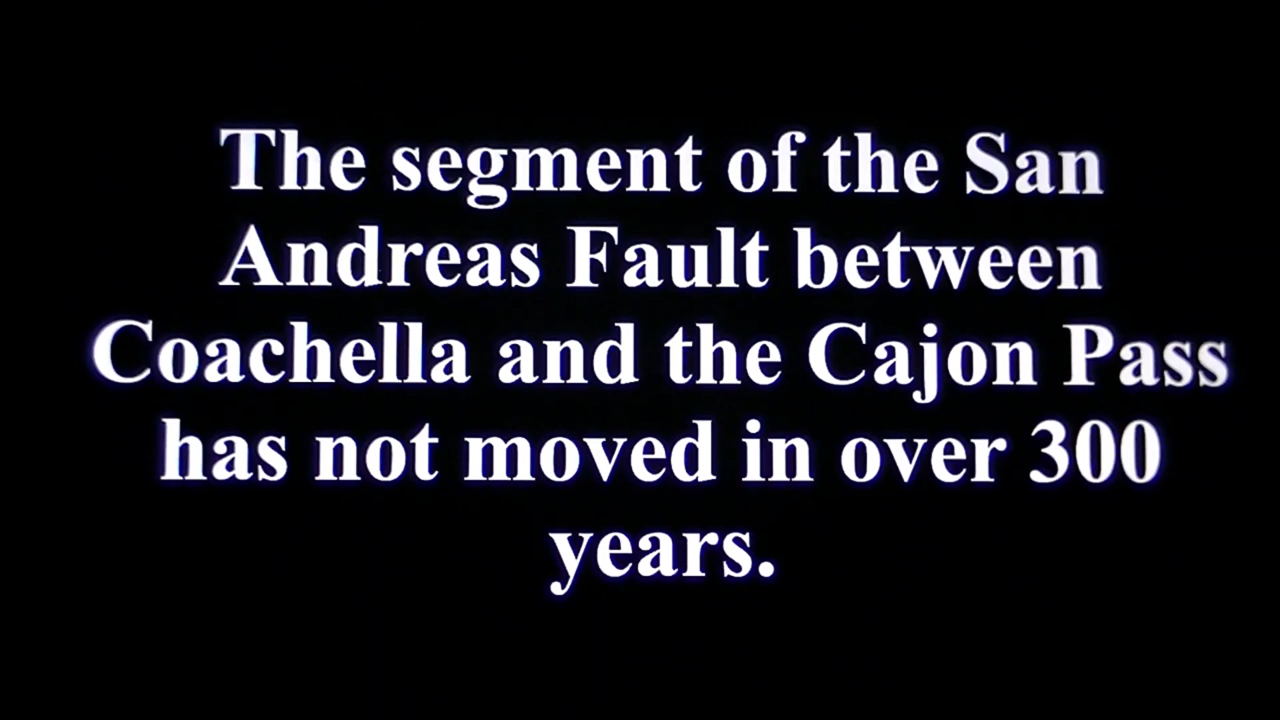 The segment of the San
Andreas Fault between
Coachella and the Cajon Pass
has not moved in over 300
years.